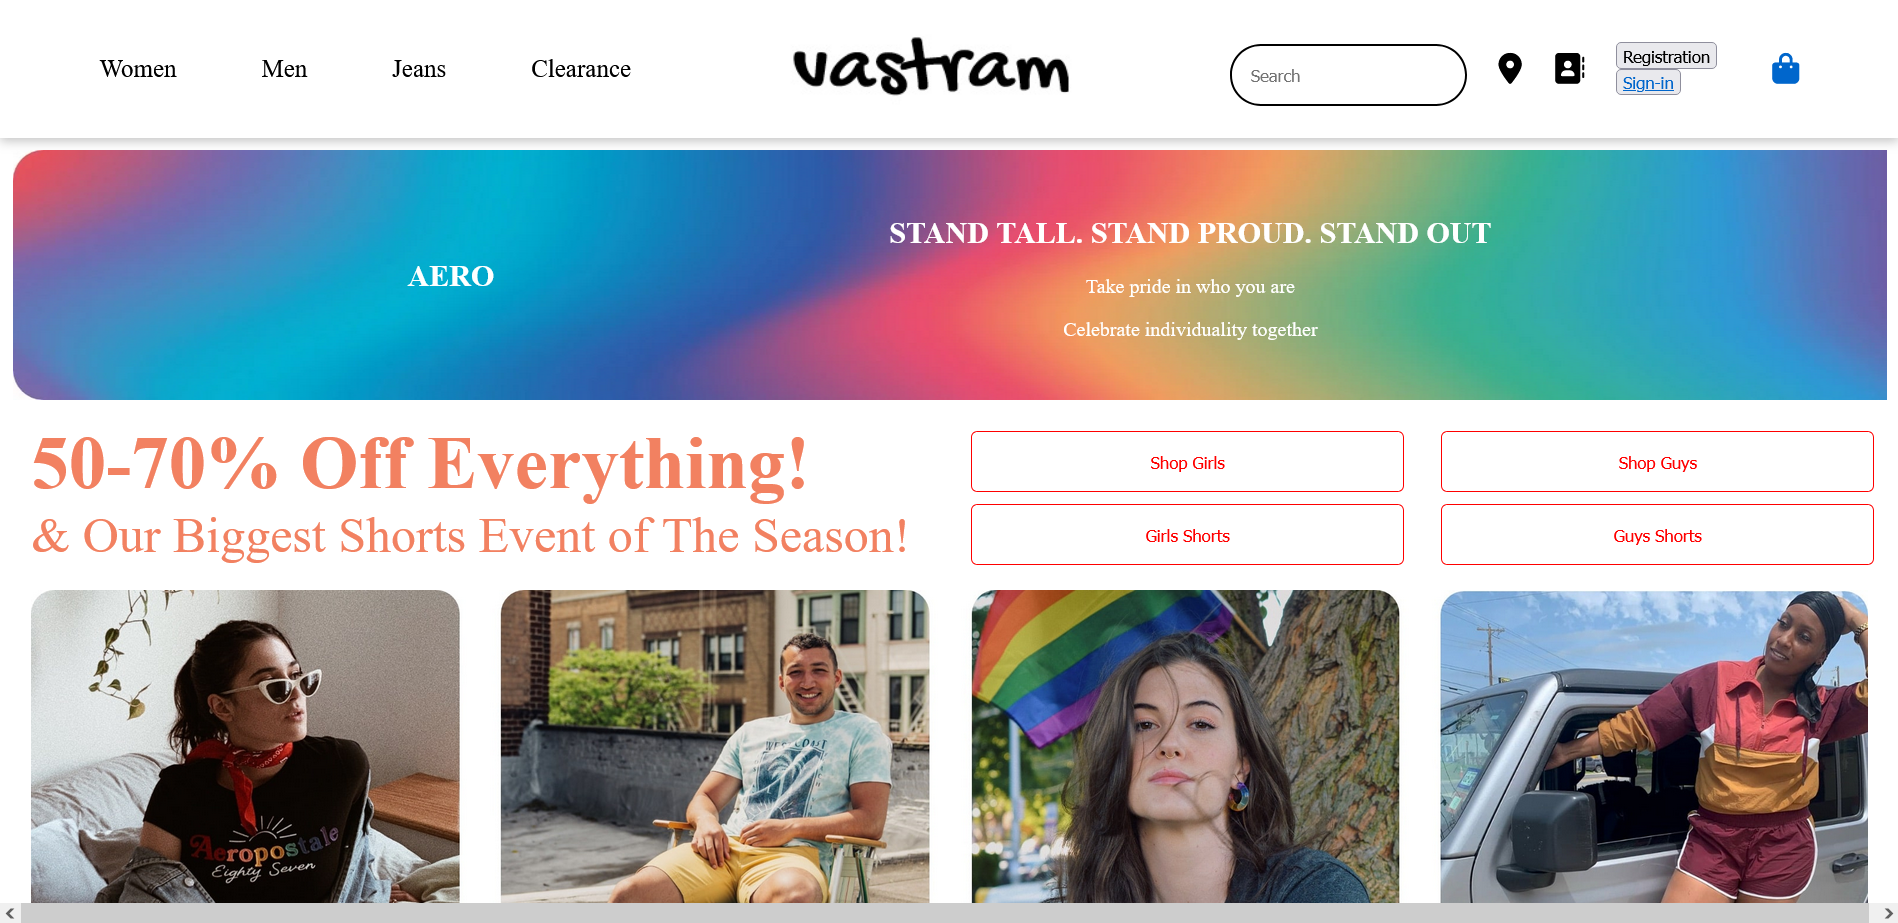 Women
Men
Jeans
Clearance
vastram
Search
Registration
Sign-in
AERO
STAND TALL. STAND PROUD. STAND OUT
Take pride in who you are
Celebrate individuality together
50-70% Off Everything!
& Our Biggest Shorts Event of The Season!
Shop Girls
Shop Guys
Girls Shorts
Guys Shorts
Aeropostale
Eighty Seven
WEST COAST